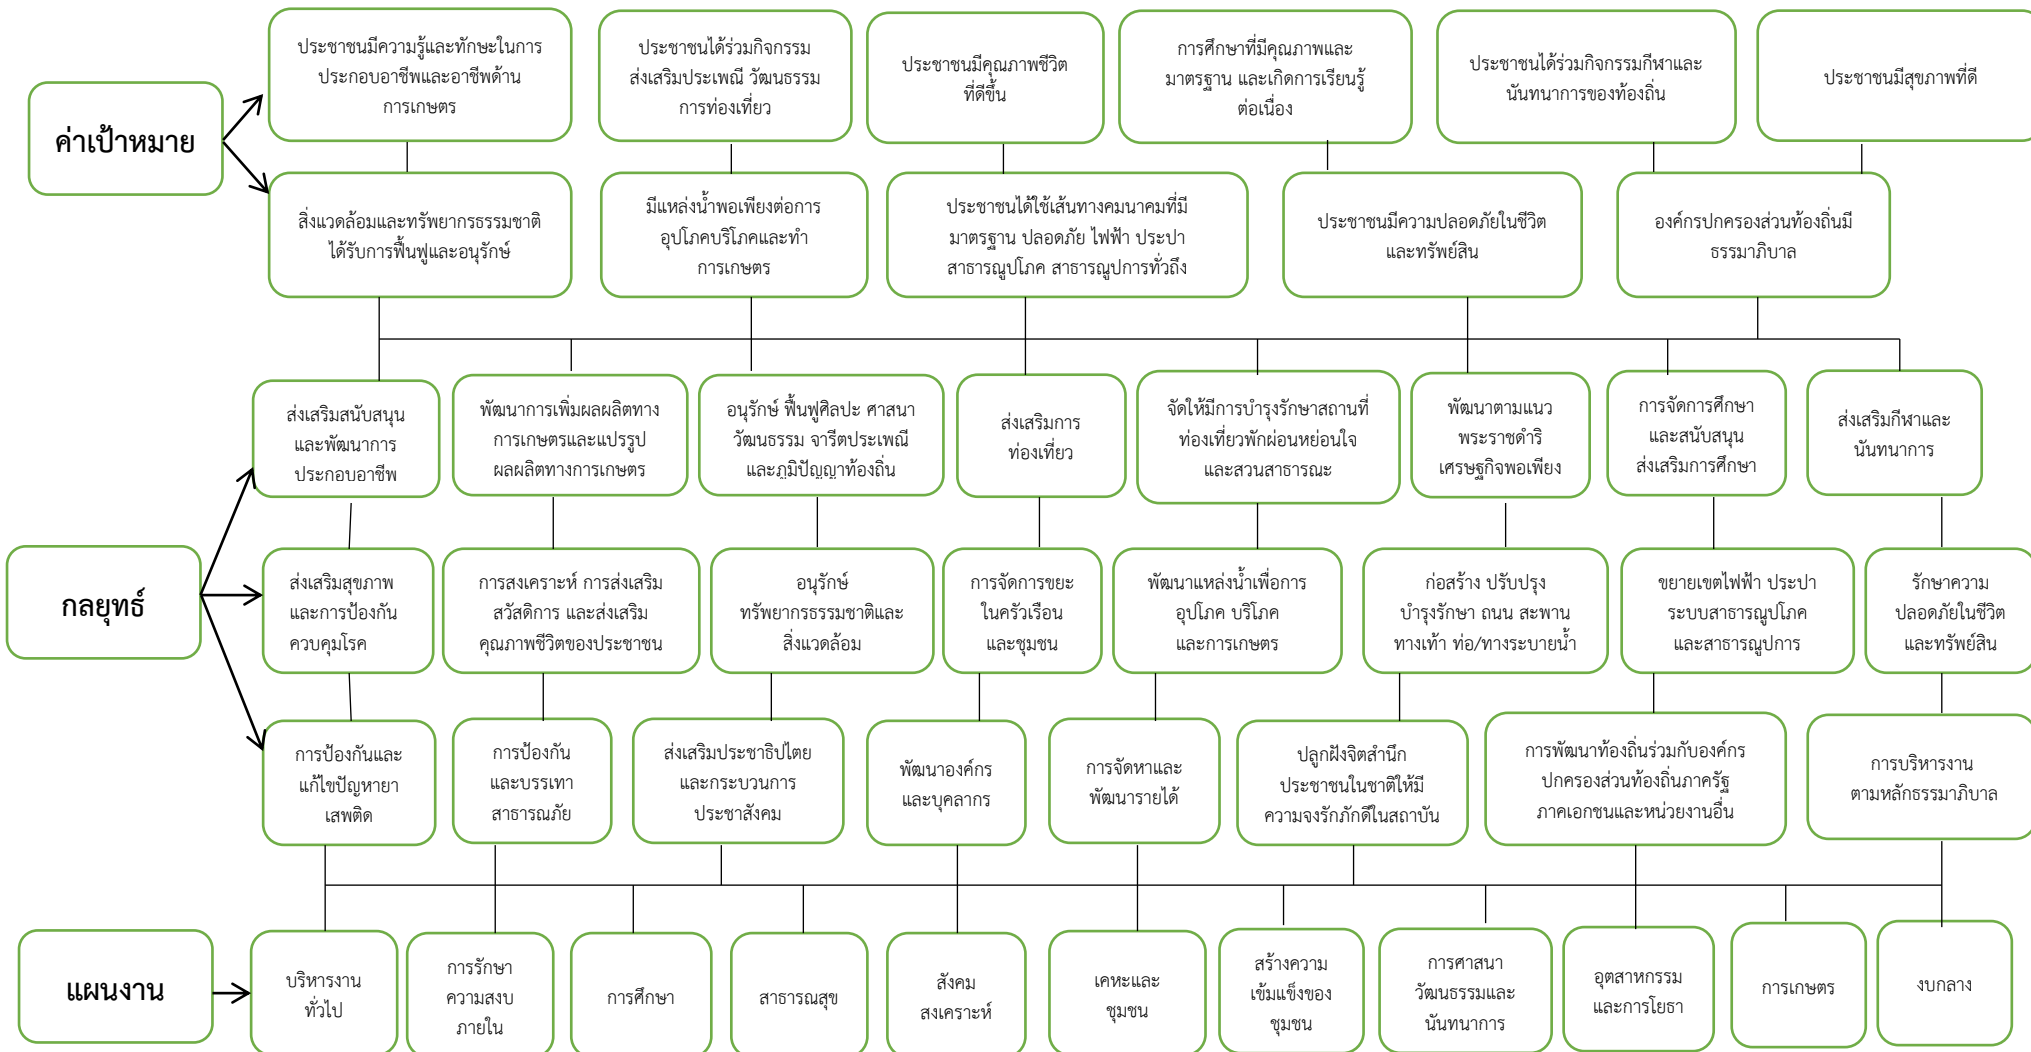 ค่าเป้าหมาย
ประชาชนมีความรู้และทักษะในการ
ประกอบอาชีพและอาชีพด้าน
การเกษตร
ประชาชนได้ร่วมกิจกรรม
ส่งเสริมประเพณี วัฒนธรรม
การท่องเที่ยว
ประชาชนมีคุณภาพชีวิต
ที่ดีขึ้น
การศึกษาที่มีคุณภาพและ
มาตรฐาน และเกิดการเรียนรู้
ต่อเนื่อง
ประชาชนได้ร่วมกิจกรรมกีฬาและ
นันทนาการของท้องถิ่น
ประชาชนมีสุขภาพที่ดี
สิ่งแวดล้อมและทรัพยากรธรรมชาติ
ได้รับการฟื้นฟูและอนุรักษ์
มีแหล่งน้ำพอเพียงต่อการ
อุปโภคบริโภคและทำ
การเกษตร
ประชาชนได้ใช้เส้นทางคมนาคมที่มี
มาตรฐาน ปลอดภัย ไฟฟ้า ประปา
สาธารณูปโภค สาธารณูปการทั่วถึง
ประชาชนมีความปลอดภัยในชีวิต
และทรัพย์สิน
องค์กรปกครองส่วนท้องถิ่นมี
ธรรมาภิบาล
กลยุทธ์
ส่งเสริมสนับสนุน
และพัฒนาการ
ประกอบอาชีพ
พัฒนาการเพิ่มผลผลิตทาง
การเกษตรและแปรรูป
ผลผลิตทางการเกษตร
อนุรักษ์ ฟื้นฟูศิลปะ ศาสนา
วัฒนธรรม จารีตประเพณี
และภูมิปัญญาท้องถิ่น
ส่งเสริมการ
ท่องเที่ยว
จัดให้มีการบำรุงรักษาสถานที่
ท่องเที่ยวพักผ่อนหย่อนใจ
และสวนสาธารณะ
พัฒนาตามแนว
พระราชดำริ
เศรษฐกิจพอเพียง
การจัดการศึกษา
และสนับสนุน
ส่งเสริมการศึกษา
ส่งเสริมกีฬาและ
นันทนาการ
ส่งเสริมสุขภาพ
และการป้องกัน
ควบคุมโรค
การสงเคราะห์ การส่งเสริม
สวัสดิการ และส่งเสริม
คุณภาพชีวิตของประชาชน
อนุรักษ์
ทรัพยากรธรรมชาติและ
สิ่งแวดล้อม
การจัดการขยะ
ในครัวเรือน
และชุมชน
พัฒนาแหล่งน้ำเพื่อการ
อุปโภค บริโภค
และการเกษตร
ก่อสร้าง ปรับปรุง
บำรุงรักษา ถนน สะพาน
ทางเท้า ท่อ/ทางระบายน้ำ
ขยายเขตไฟฟ้า ประปา
ระบบสาธารณูปโภค
และสาธารณูปการ
รักษาความ
ปลอดภัยในชีวิต
และทรัพย์สิน
การป้องกันและ
แก้ไขปัญหายา
เสพติด
การป้องกัน
และบรรเทา
สาธารณภัย
ส่งเสริมประชาธิปไตย
และกระบวนการ
ประชาสังคม
พัฒนาองค์กร
และบุคลากร
การจัดหาและ
พัฒนารายได้
ปลูกฝังจิตสำนึก
ประชาชนในชาติให้มี
ความจงรักภักดีในสถาบัน
การพัฒนาท้องถิ่นร่วมกับองค์กร
ปกครองส่วนท้องถิ่นภาครัฐ
ภาคเอกชนและหน่วยงานอื่น
การบริหารงาน
ตามหลักธรรมาภิบาล
แผนงาน
บริหารงาน
ทั่วไป
การรักษา
ความสงบ
ภายใน
การศึกษา
สาธารณสุข
สังคม
สงเคราะห์
เคหะและ
ชุมชน
สร้างความ
เข้มแข็งของ
ชุมชน
การศาสนา
วัฒนธรรมและ
นันทนาการ
อุตสาหกรรม
และการโยธา
การเกษตร
งบกลาง